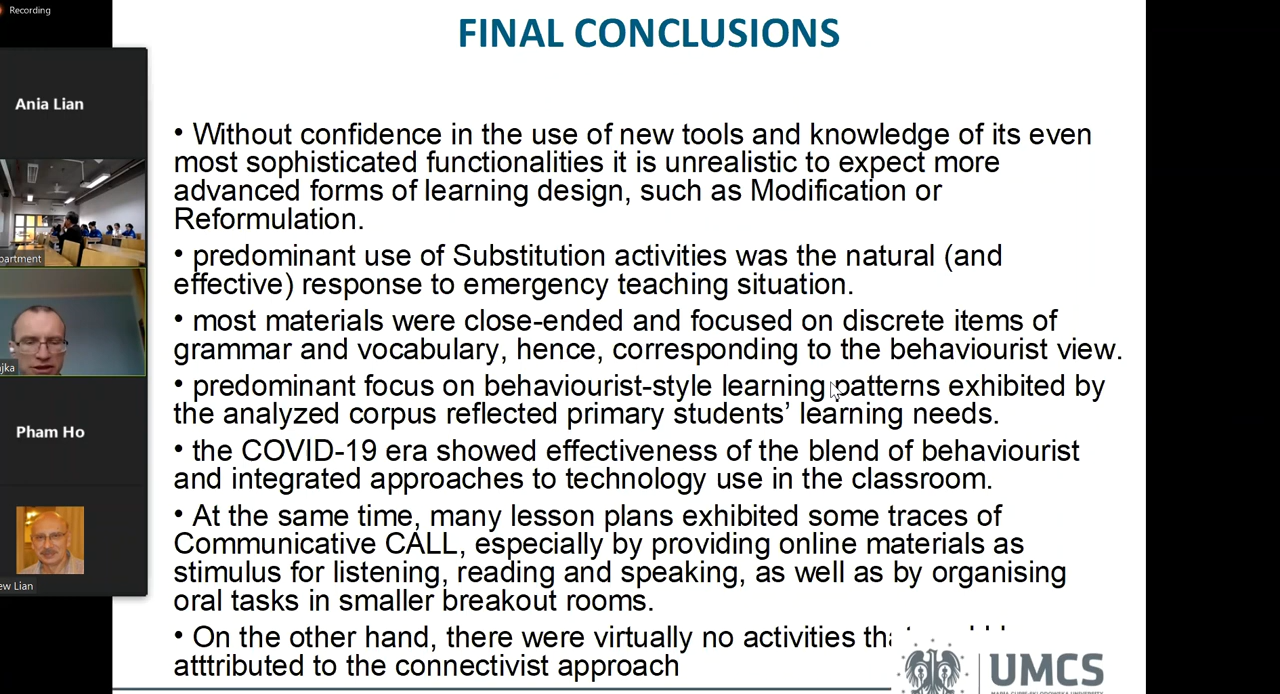 Recording
FINAL CONCLUSIONS
Ania Lian
partment
jka
Pham Ho
ew Lian
• Without confidence in the use of new tools and knowledge of its even
most sophisticated functionalities it is unrealistic to expect more
advanced forms of learning design, such as Modification or
Reformulation.
• predominant use of Substitution activities was the natural (and
effective) response to emergency teaching situation.
• most materials were close-ended and focused on discrete items of
grammar and vocabulary, hence, corresponding to the behaviourist view.
• predominant focus on behaviourist-style learning patterns exhibited by
the analyzed corpus reflected primary students’ learning needs.
• the COVID-19 era showed effectiveness of the blend of behaviourist
and integrated approaches to technology use in the classroom.
• At the same time, many lesson plans exhibited some traces of
Communicative CALL, especially by providing online materials as
stimulus for listening, reading and speaking, as well as by organising
oral tasks in smaller breakout rooms.
• On the other hand, there were virtually no activities
atttributed to the connectivist approach
UMCS